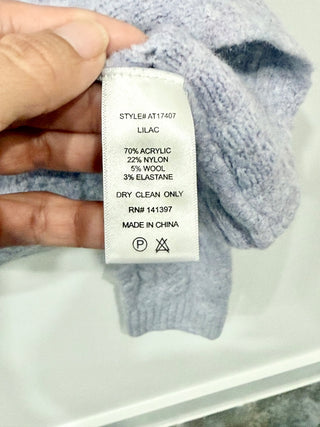 STYLE# AT17407
LILAC
70% ACRYLIC
22% NYLON
5% WOOL
3% ELASTANE
DRY CLEAN ONLY
RN# 141397
MADE IN CHINA
P